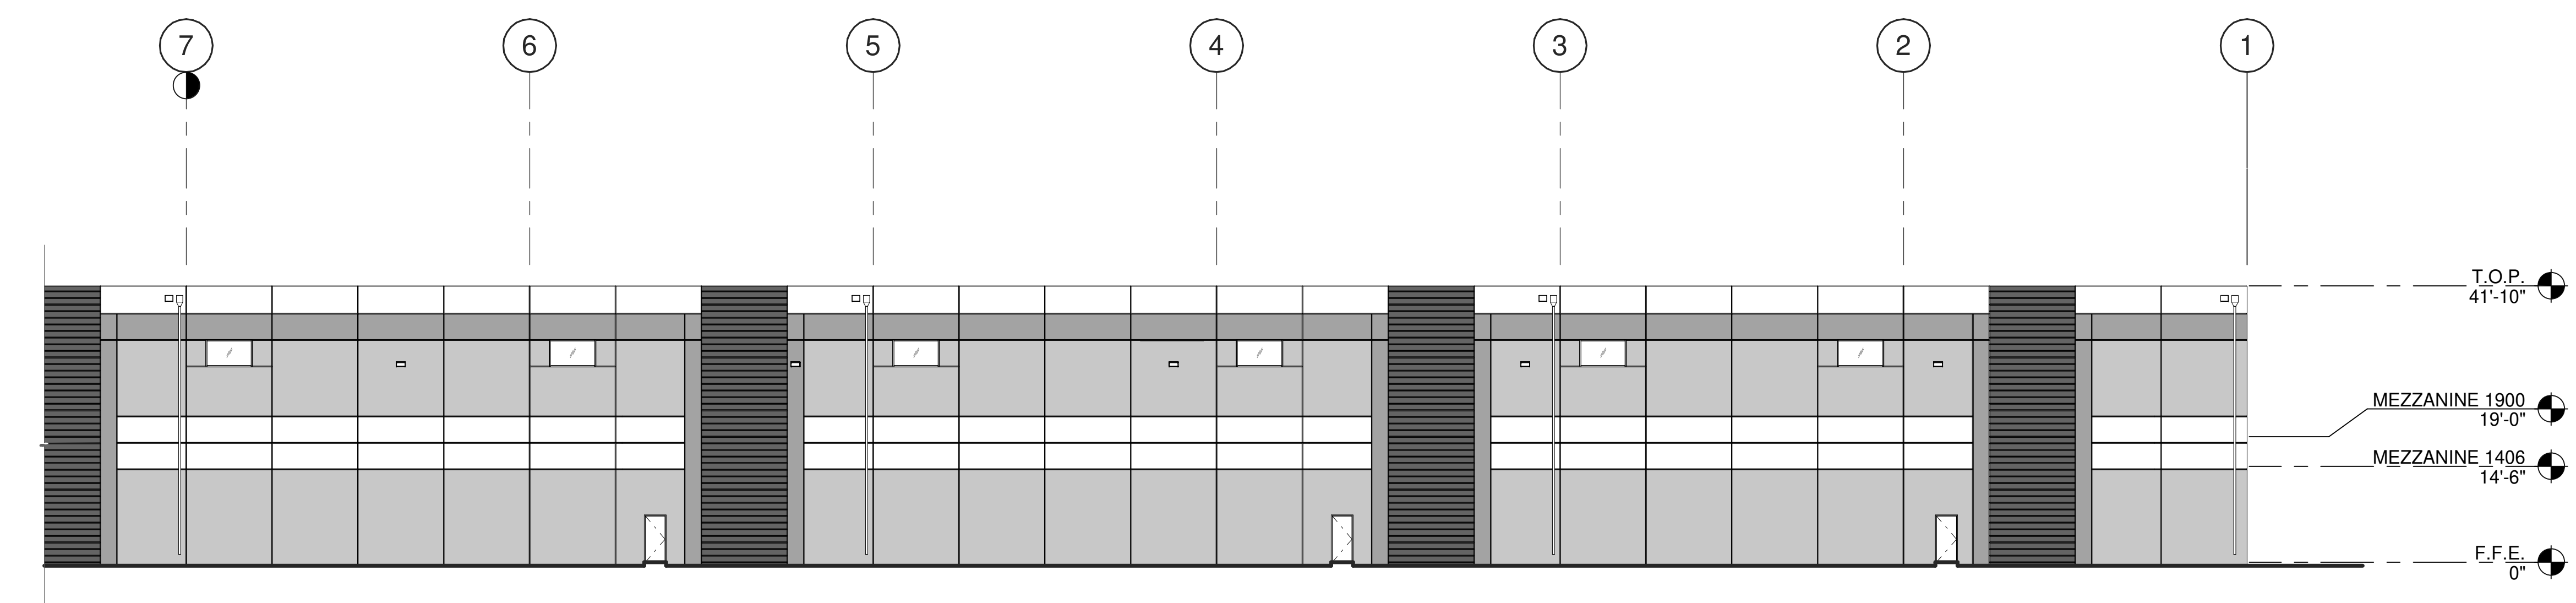 7 6 5 4 3 2 1
T.O.P.
41'-10"
MEZZANINE 1900
19'-0"
MEZZANINE 1406
14'-6"
F.F.E.
0"